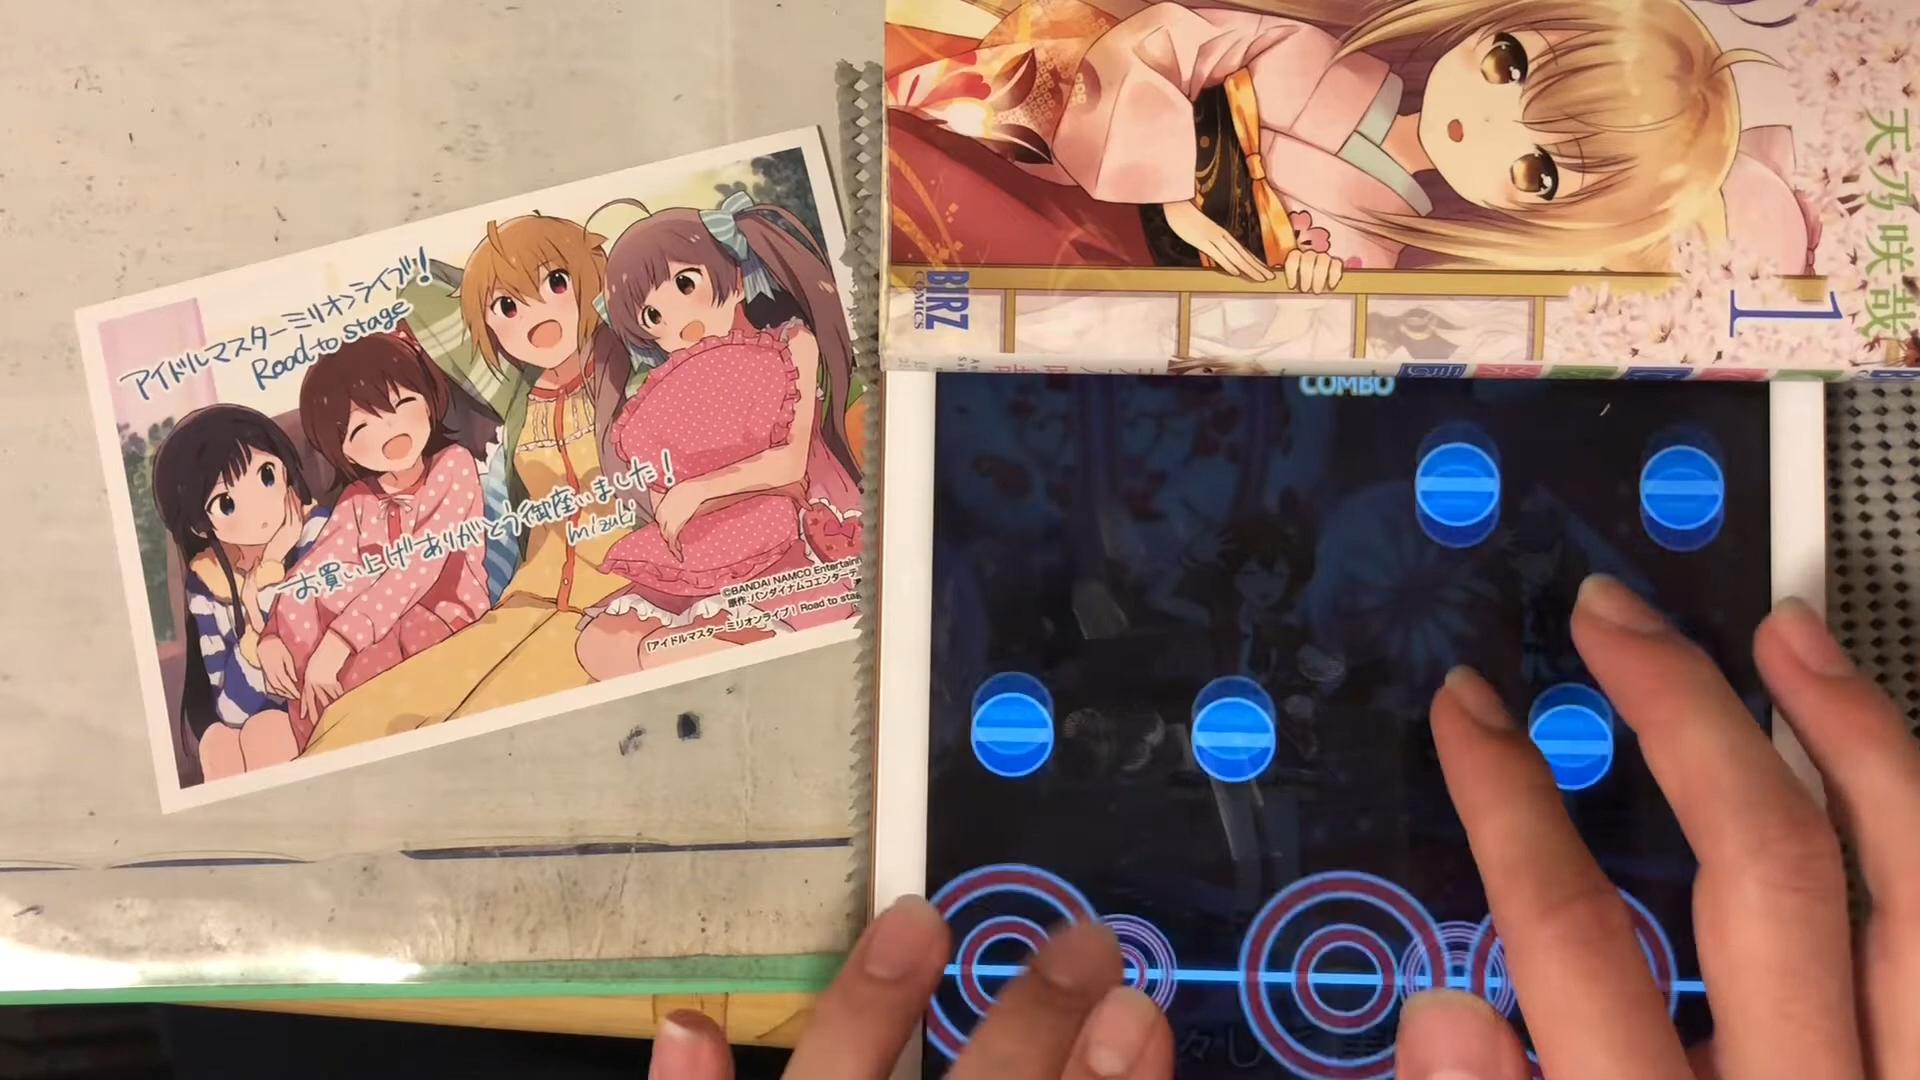 アイドルマスターミリオンライブ!
Road to stage
お買い上げありがとう御座いました!
mizuki
©BANDAI NAMCO Entertain
原作:バンダイナムコエンターテ
「アイドルマスター ミリオンライブ! Road to sta
天乃咲哉
1
BIRZ
COMICS
COMBO